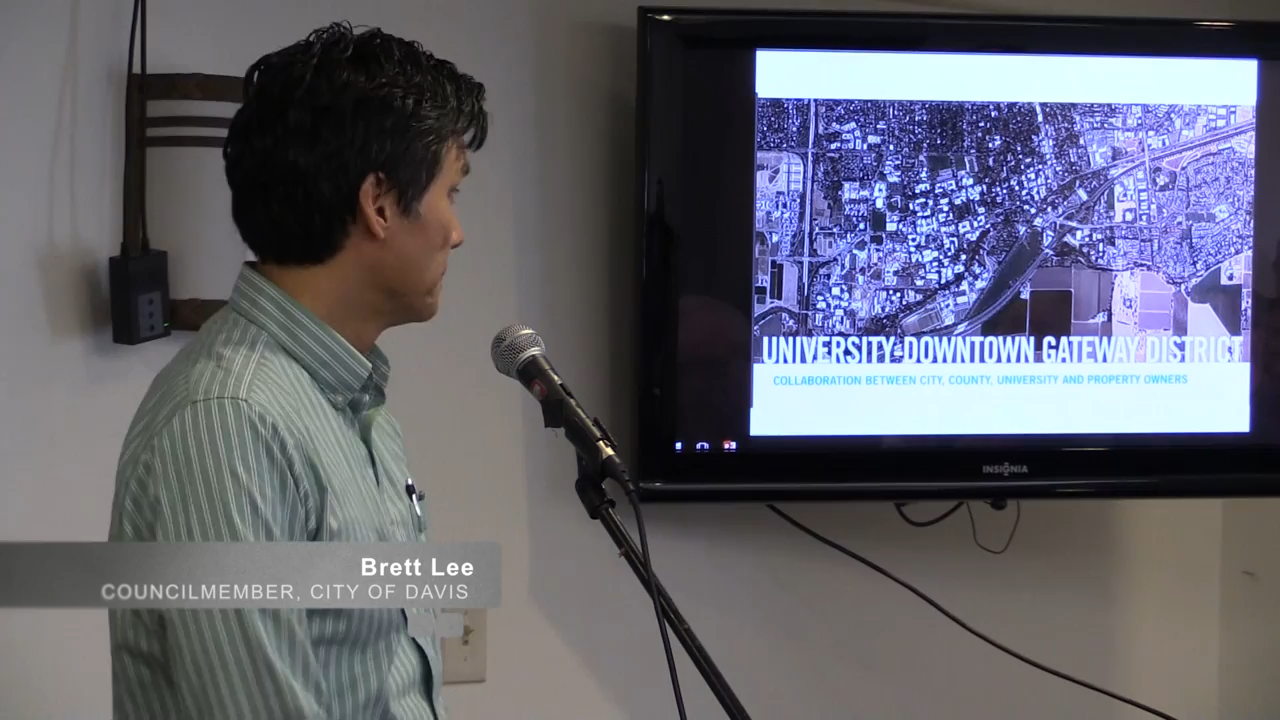 UNIVERSITY-DOWNTOWN GATEWAY DISTRICT
COLLABORATION BETWEEN CITY, COUNTY, UNIVERSITY AND PROPERTY OWNERS
INSIGNIA
Brett Lee
COUNCILMEMBER, CITY OF DAVIS